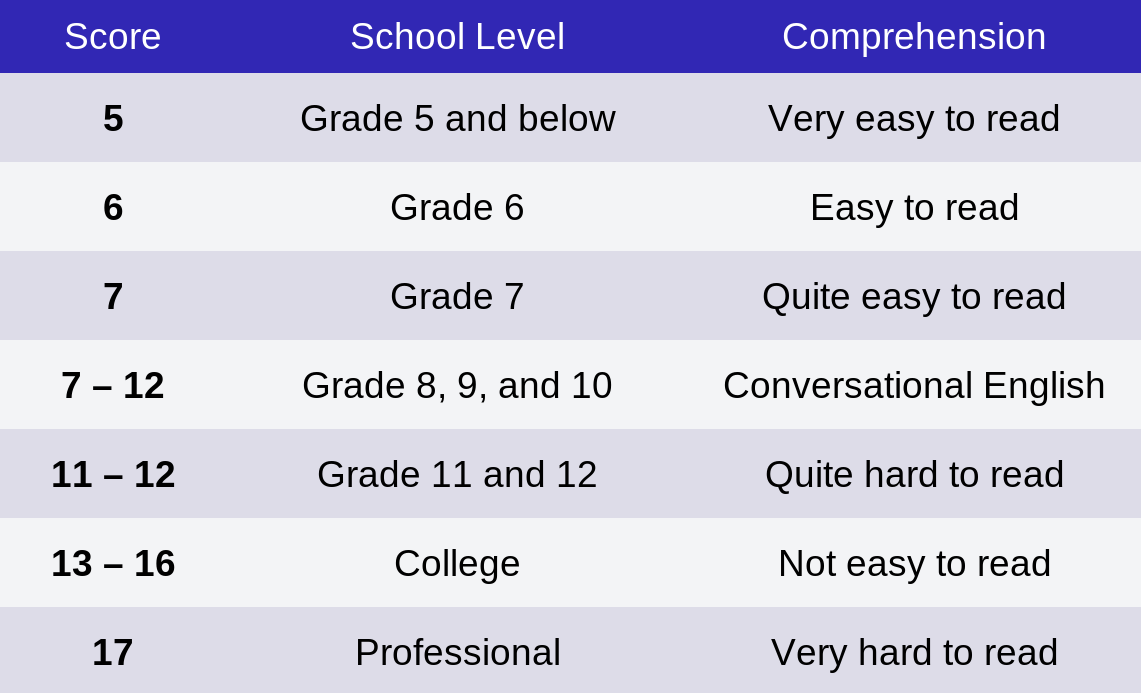 Score School Level Comprehension
5 Grade 5 and below Very easy to read
6 Grade 6 Easy to read
7 Grade 7 Quite easy to read
7 – 12 Grade 8, 9, and 10 Conversational English
11 – 12 Grade 11 and 12 Quite hard to read
13 – 16 College Not easy to read
17 Professional Very hard to read